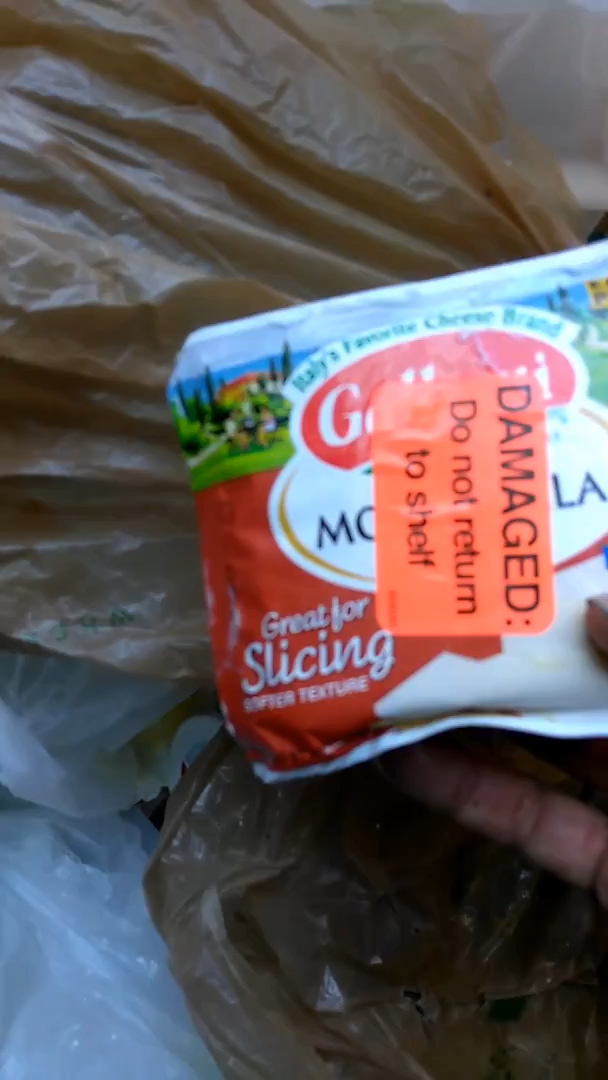 Italy's Favorite Cheese Brand
G
MO
LA
DAMAGED:
Do not return
to shelf
Great for
Slicing
SOFTER TEXTURE